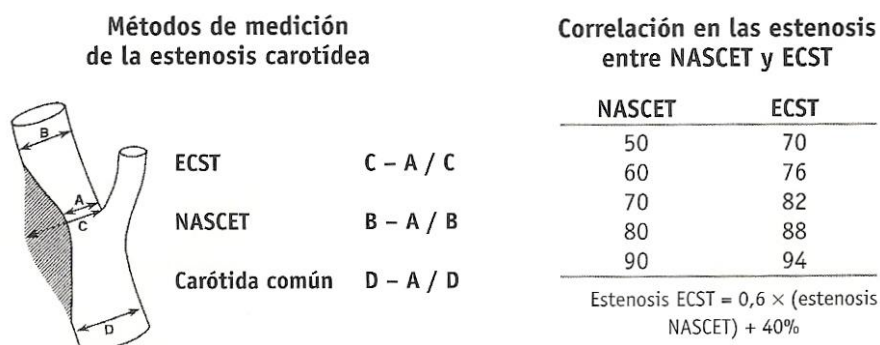 Métodos de medición
de la estenosis carotídea
B
A
C
D
ECST C – A / C
NASCET B – A / B
Carótida común D – A / D
Correlación en las estenosis
entre NASCET y ECST
NASCET ECST
50 70
60 76
70 82
80 88
90 94
Estenosis ECST = 0,6 × (estenosis
NASCET) + 40%